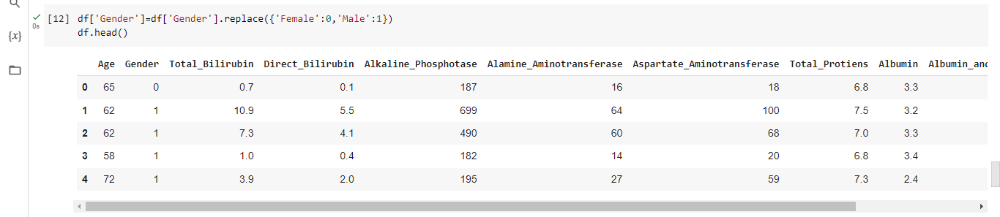 [12] df['Gender']=df['Gender'].replace({'Female':0,'Male':1})
0s
df.head()
{x}
Age Gender Total_Bilirubin Direct_Bilirubin Alkaline_Phosphotase Alamine_Aminotransferase Aspartate_Aminotransferase Total_Protiens Albumin Albumin_and
0 65 0 0.7 0.1 187 16 18 6.8 3.3
1 62 1 10.9 5.5 699 64 100 7.5 3.2
2 62 1 7.3 4.1 490 60 68 7.0 3.3
3 58 1 1.0 0.4 182 14 20 6.8 3.4
4 72 1 3.9 2.0 195 27 59 7.3 2.4